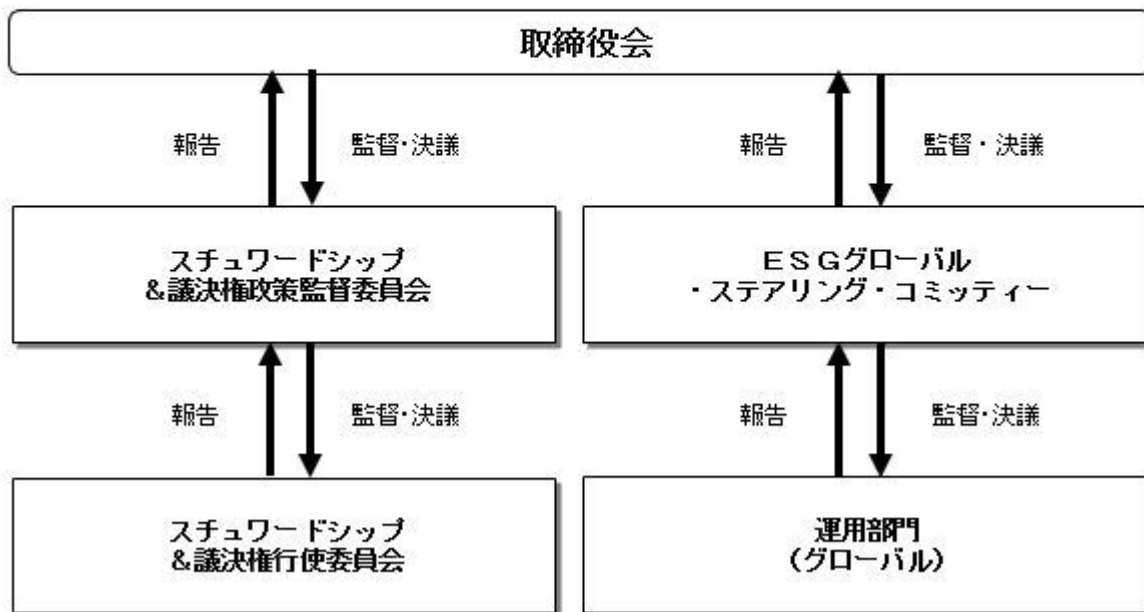 取締役会
報告
監督・決議
報告
監督・決議
スチュワードシップ
&議決権政策監督委員会
ESGグローバル
・ステアリング・コミッティー
報告
監督・決議
報告
監督・決議
スチュワードシップ
&議決権行使委員会
運用部門
(グローバル)